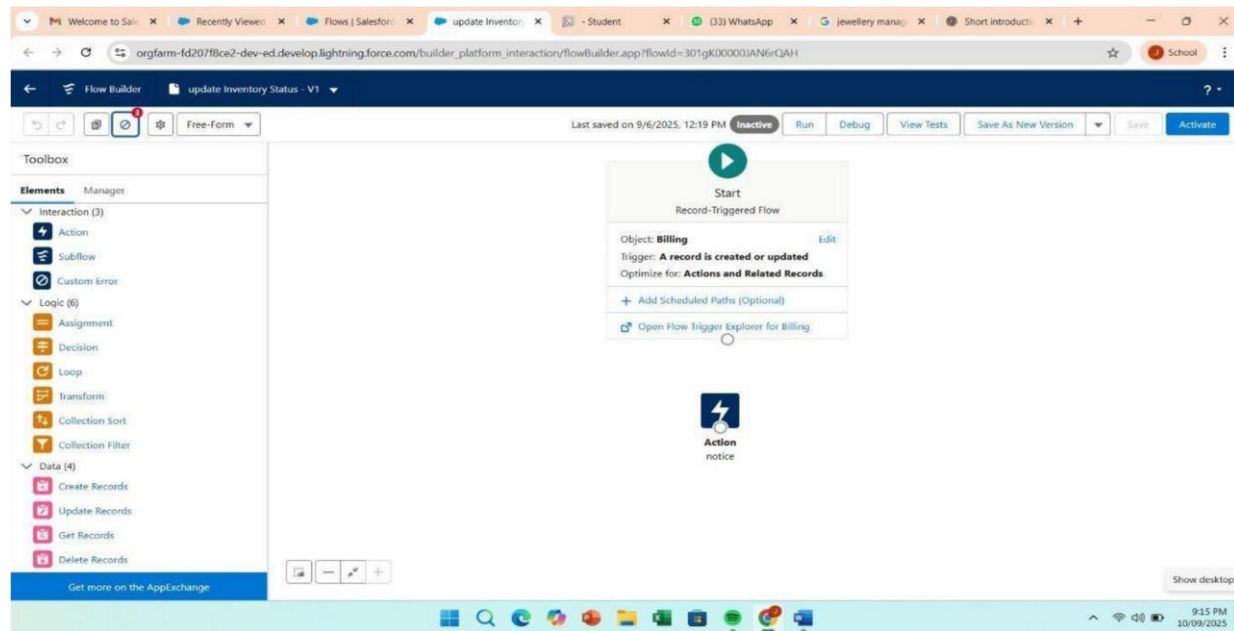 Welcome to Sale
Recently Viewed
Flows | Salesforc
update Inventory
- Student
(33) WhatsApp
jewellery manag
Short introducti
orgfarm-fd207f8ce2-dev-ed.develop.lightning.force.com/builder_platform_interaction/flowBuilder.app?flowId=301gK00000JAN6rQAH
School
Flow Builder
update Inventory Status - V1
?
3
Free-Form
Last saved on 9/6/2025, 12:19 PM
Inactive
Run
Debug
View Tests
Save As New Version
Save
Activate
Toolbox
Elements
Manager
Interaction (3)
Action
Subflow
Custom Error
Logic (6)
Assignment
Decision
Loop
Transform
Collection Sort
Collection Filter
Data (4)
Create Records
Update Records
Get Records
Delete Records
Get more on the AppExchange
Start
Record-Triggered Flow
Object: Billing
Edit
Trigger: A record is created or updated
Optimize for: Actions and Related Records
+ Add Scheduled Paths (Optional)
Open Flow Trigger Explorer for Billing
Action
notice
Show desktop
9:15 PM
10/09/2025